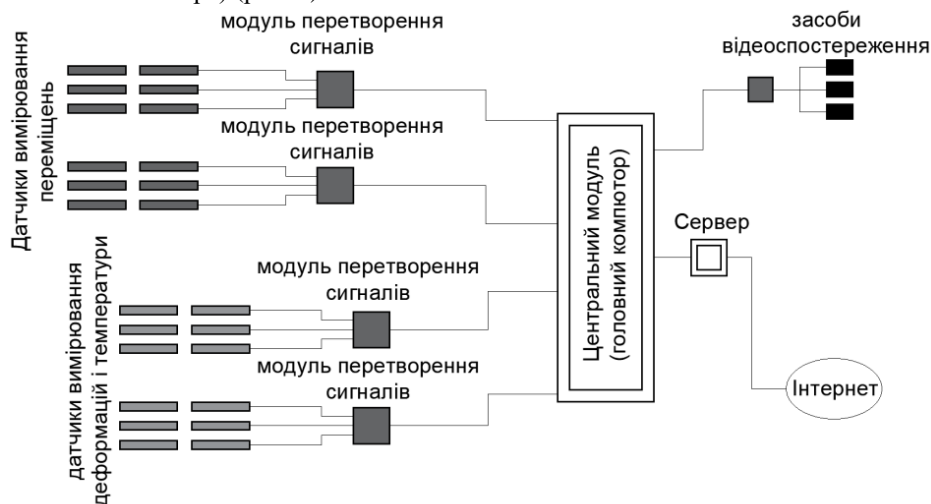 модуль перетворення
сигналів
засоби
відеоспостереження
Датчики вимірювання
переміщень
модуль перетворення
сигналів
Центральний модуль
(головний компютор)
Сервер
датчики вимірювання
деформацій і температури
модуль перетворення
сигналів
модуль перетворення
сигналів
Інтернет